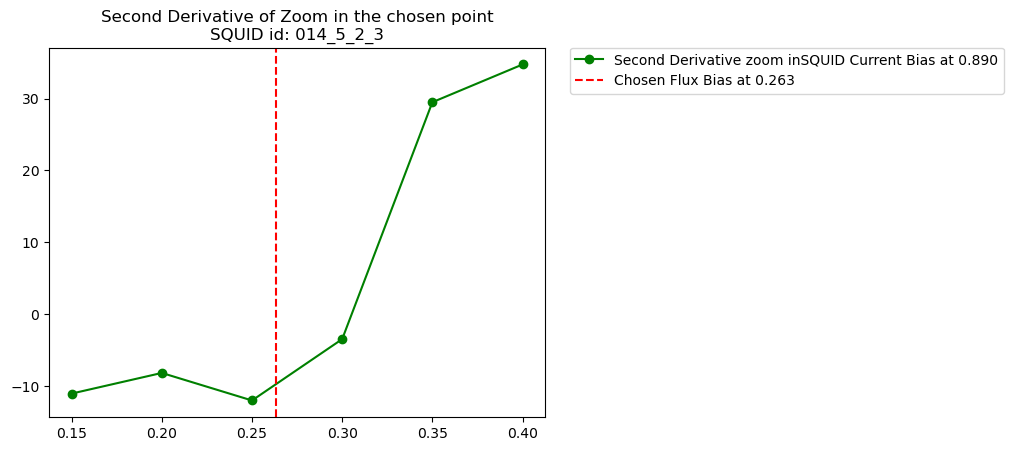 Second Derivative of Zoom in the chosen point
SQUID id: 014_5_2_3
Second Derivative zoom inSQUID Current Bias at 0.890
Chosen Flux Bias at 0.263
30
20
10
0
−10
0.15 0.20 0.25 0.30 0.35 0.40